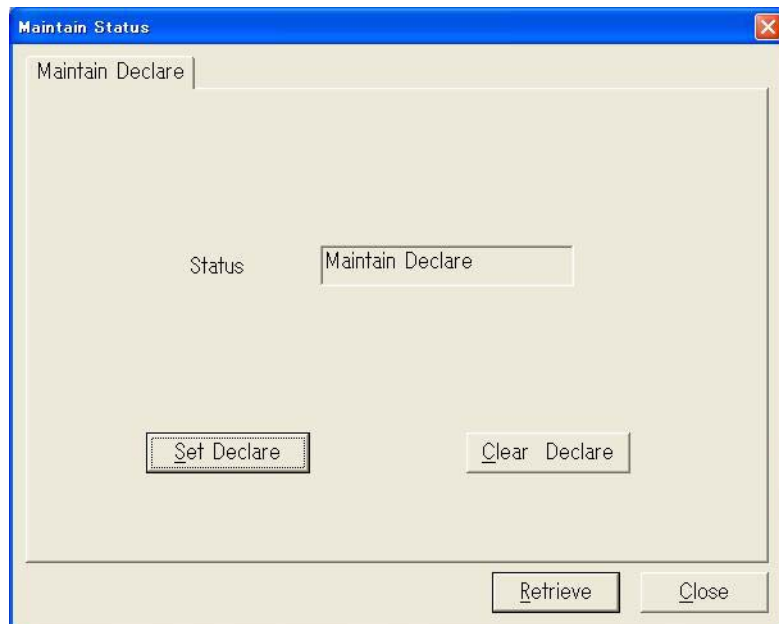 Maintain Status
Maintain Declare
Status
Maintain Declare
Set Declare
Clear Declare
Retrieve
Close